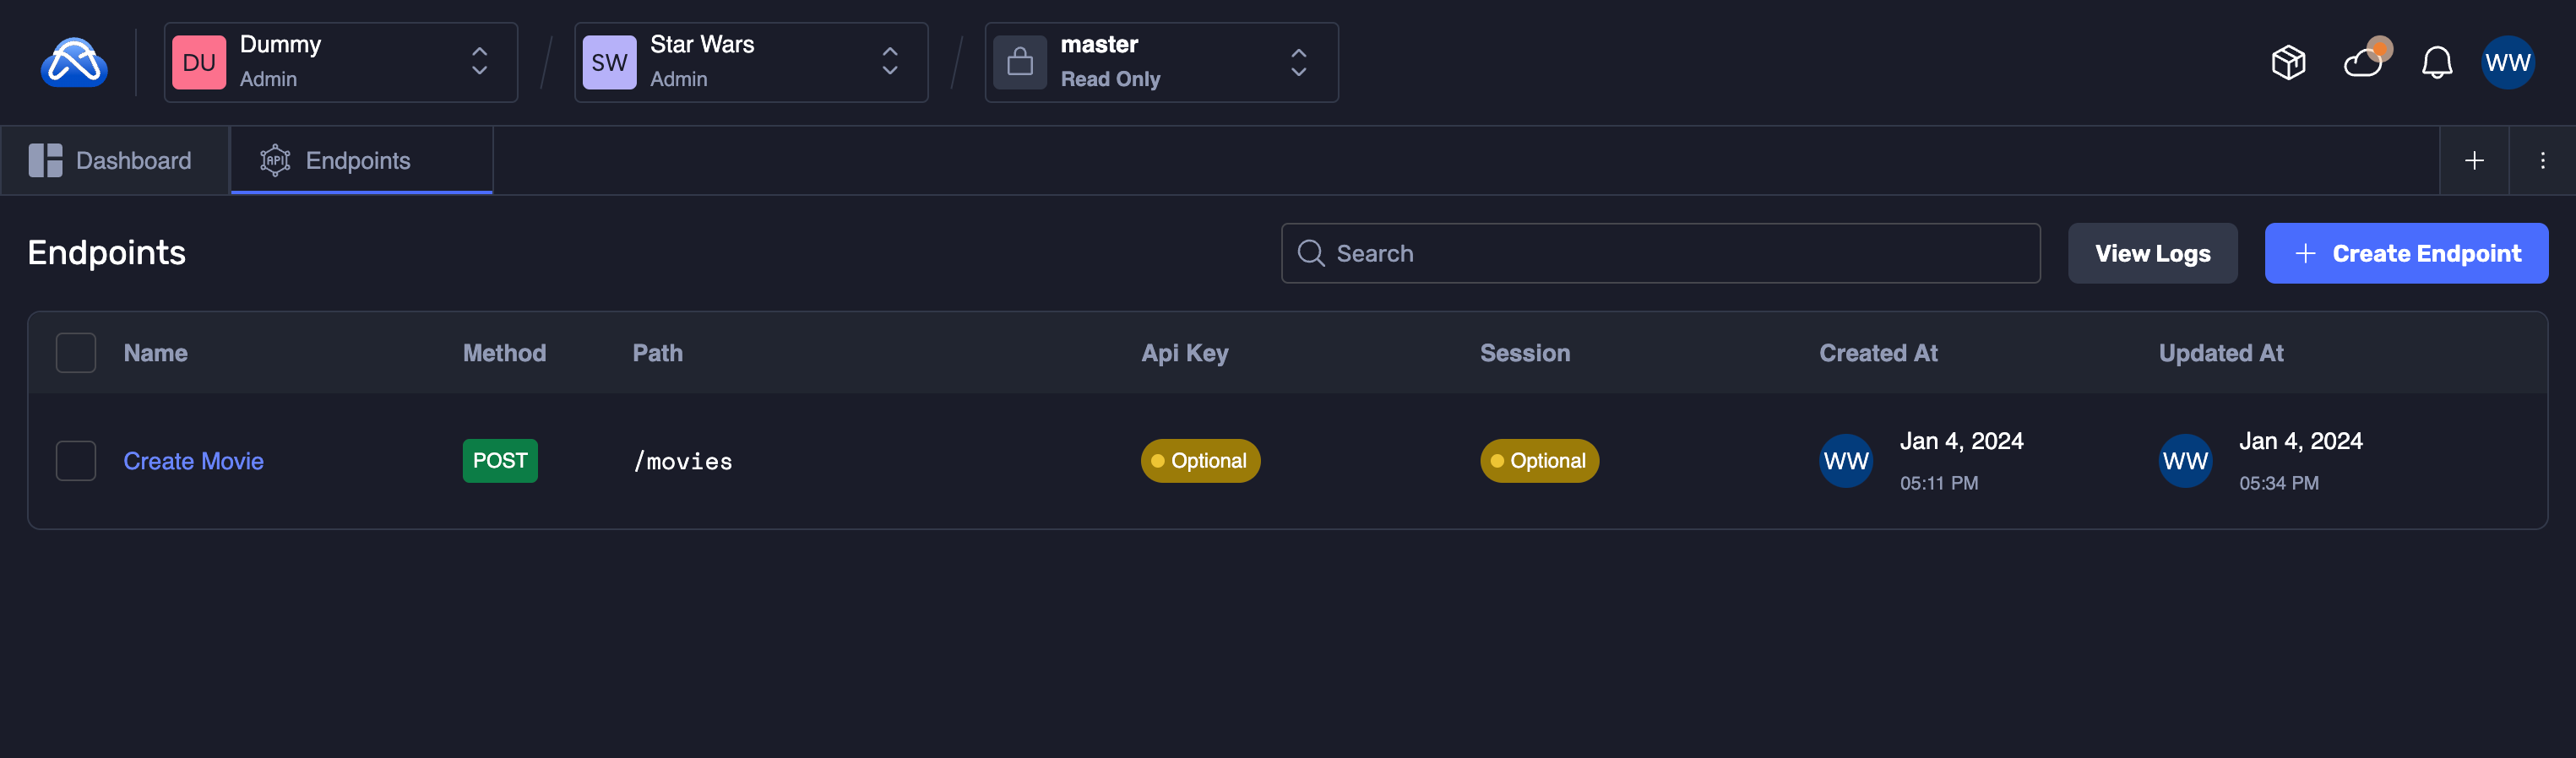 DU
Dummy
Admin
SW
Star Wars
Admin
master
Read Only
WW
Dashboard
API
Endpoints
Endpoints
Search
View Logs
Create Endpoint
Name
Method
Path
Api Key
Session
Created At
Updated At
Create Movie
POST
/movies
Optional
Optional
WW
Jan 4, 2024
05:11 PM
WW
Jan 4, 2024
05:34 PM